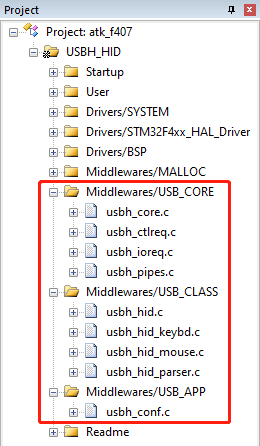 Project
Project: atk_f407
USBH_HID
Startup
User
Drivers/SYSTEM
Drivers/STM32F4xx_HAL_Driver
Drivers/BSP
Middlewares/MALLOC
Middlewares/USB_CORE
usbh_core.c
usbh_ctlreq.c
usbh_ioreq.c
usbh_pipes.c
Middlewares/USB_CLASS
usbh_hid.c
usbh_hid_keybd.c
usbh_hid_mouse.c
usbh_hid_parser.c
Middlewares/USB_APP
usbh_conf.c
Readme